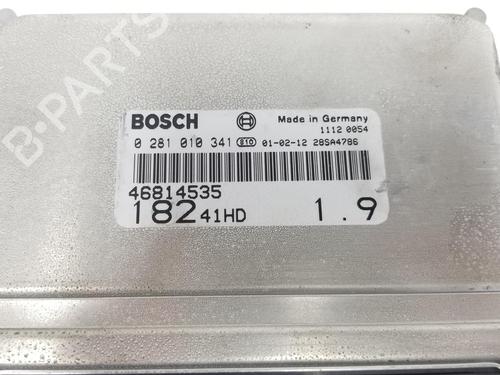 B-PARTS
BOSCH Made in Germany
1112 0054
0 281 010 341 810 01-02-12 28SA4786
46814535
182 41HD 1.9